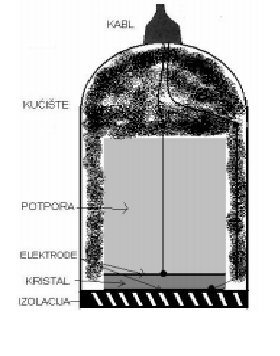 KABL
KUĆIŠTE
POTPORA
ELEKTRODE
KRISTAL
IZOLACIJA